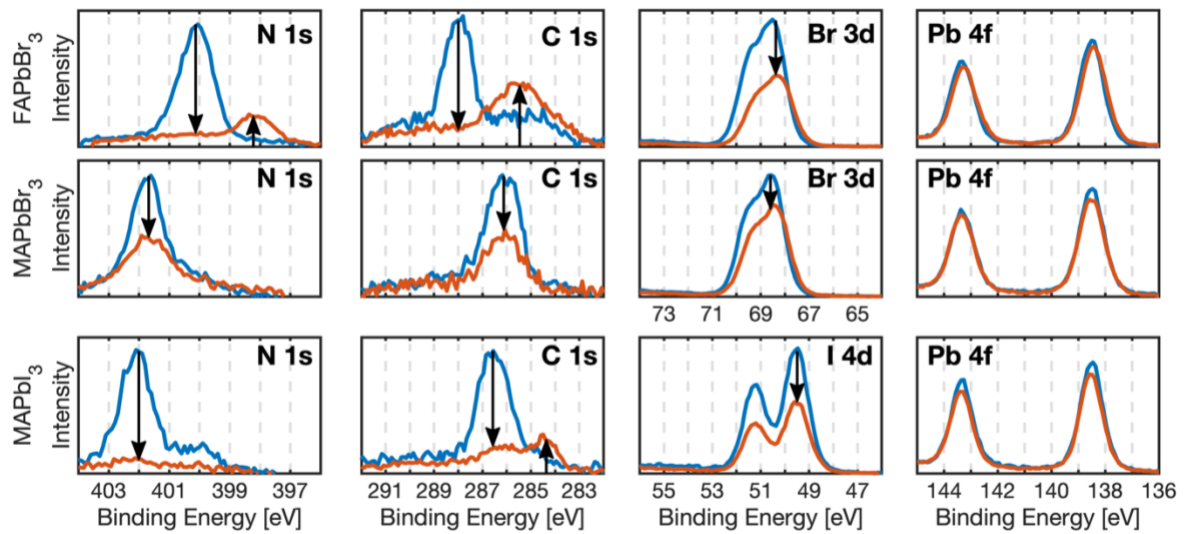 FAPbBr3
Intensity
N 1s
C 1s
Br 3d
Pb 4f
MAPbBr3
Intensity
N 1s
C 1s
Br 3d
Pb 4f
73 71 69 67 65
MAPbI3
Intensity
N 1s
C 1s
I 4d
Pb 4f
403 401 399 397
291 289 287 285 283
55 53 51 49 47
144 142 140 138 136
Binding Energy [eV]
Binding Energy [eV]
Binding Energy [eV]
Binding Energy [eV]